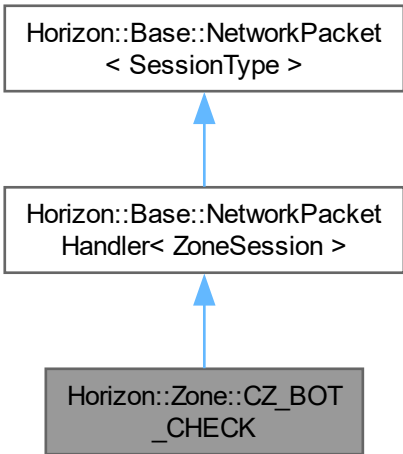 Horizon::Base::NetworkPacket
< SessionType >
Horizon::Base::NetworkPacket
Handler< ZoneSession >
Horizon::Zone::CZ_BOT
_CHECK